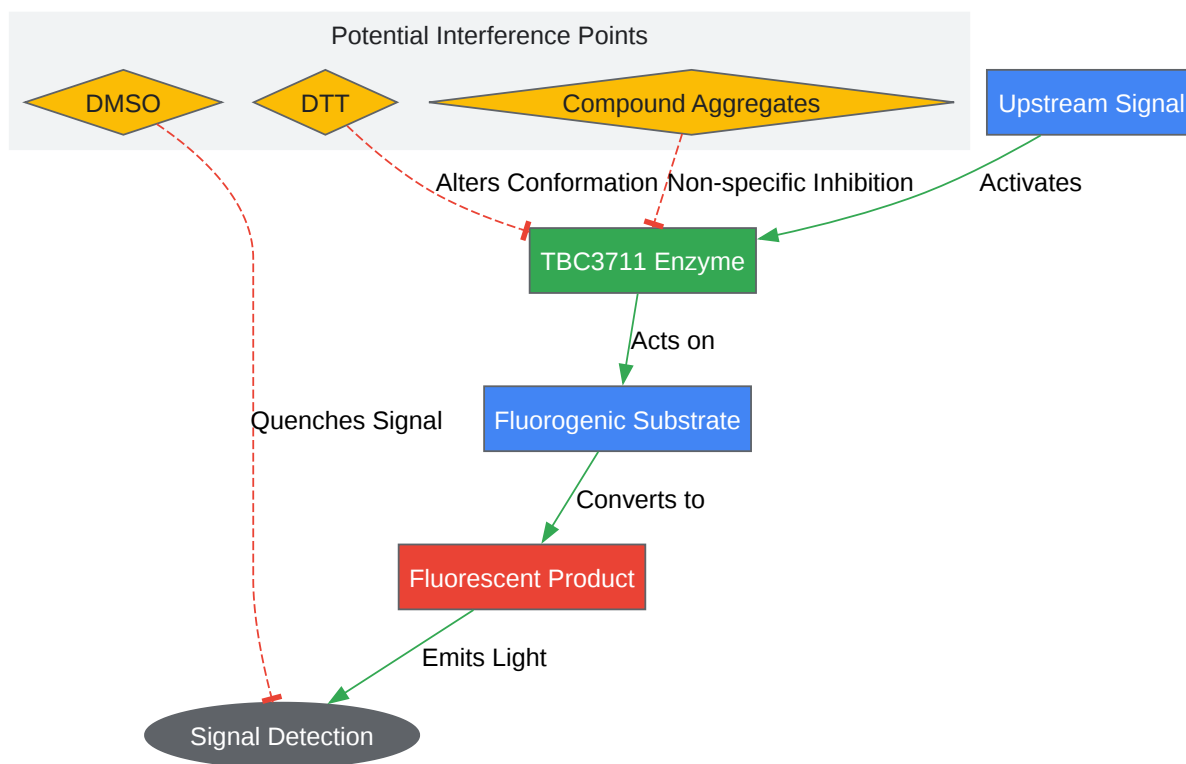 Potential Interference Points
DMSO
DTT
Compound Aggregates
Upstream Signal
Alters Conformation
Non-specific Inhibition
Activates
TBC3711 Enzyme
Acts on
Quenches Signal
Fluorogenic Substrate
Converts to
Fluorescent Product
Emits Light
Signal Detection